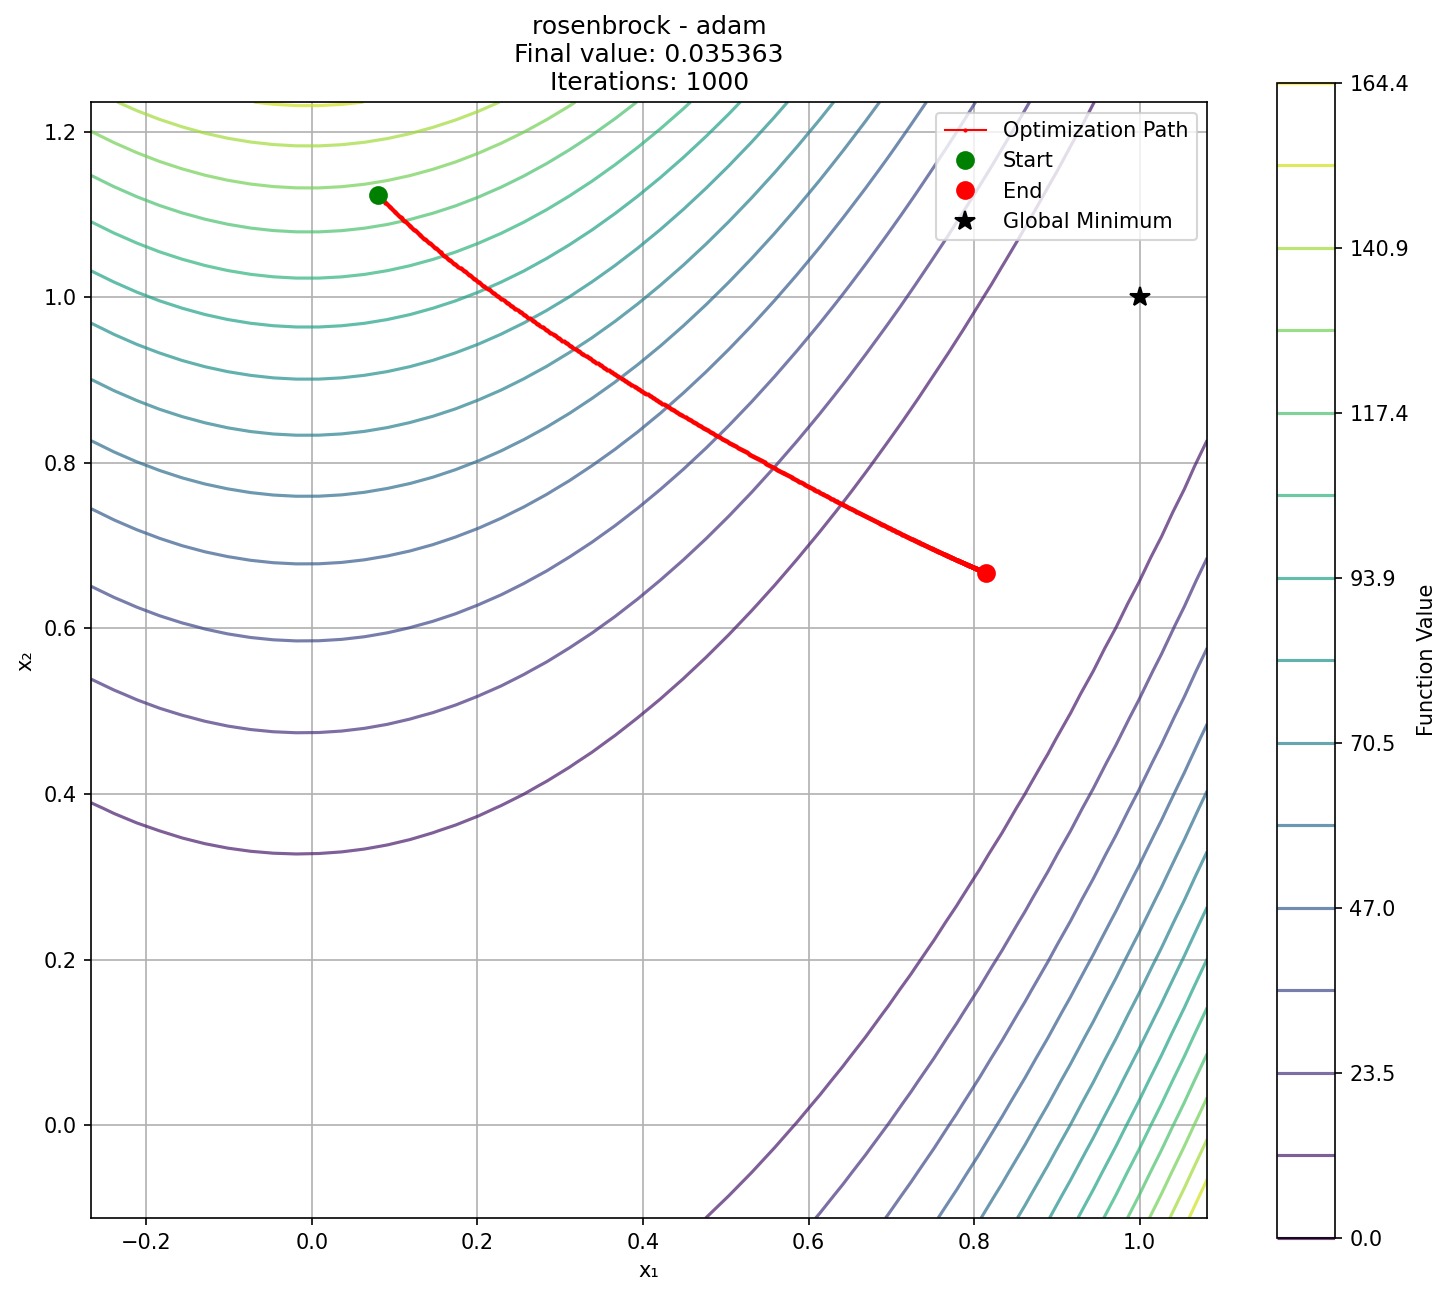 rosenbrock - adam
Final value: 0.035363
Iterations: 1000
Optimization Path
Start
End
Global Minimum
1.2
1.0
0.8
0.6
0.4
0.2
0.0
x₂
−0.2
0.0
0.2
0.4
0.6
0.8
1.0
x₁
164.4
140.9
117.4
93.9
70.5
47.0
23.5
0.0
Function Value